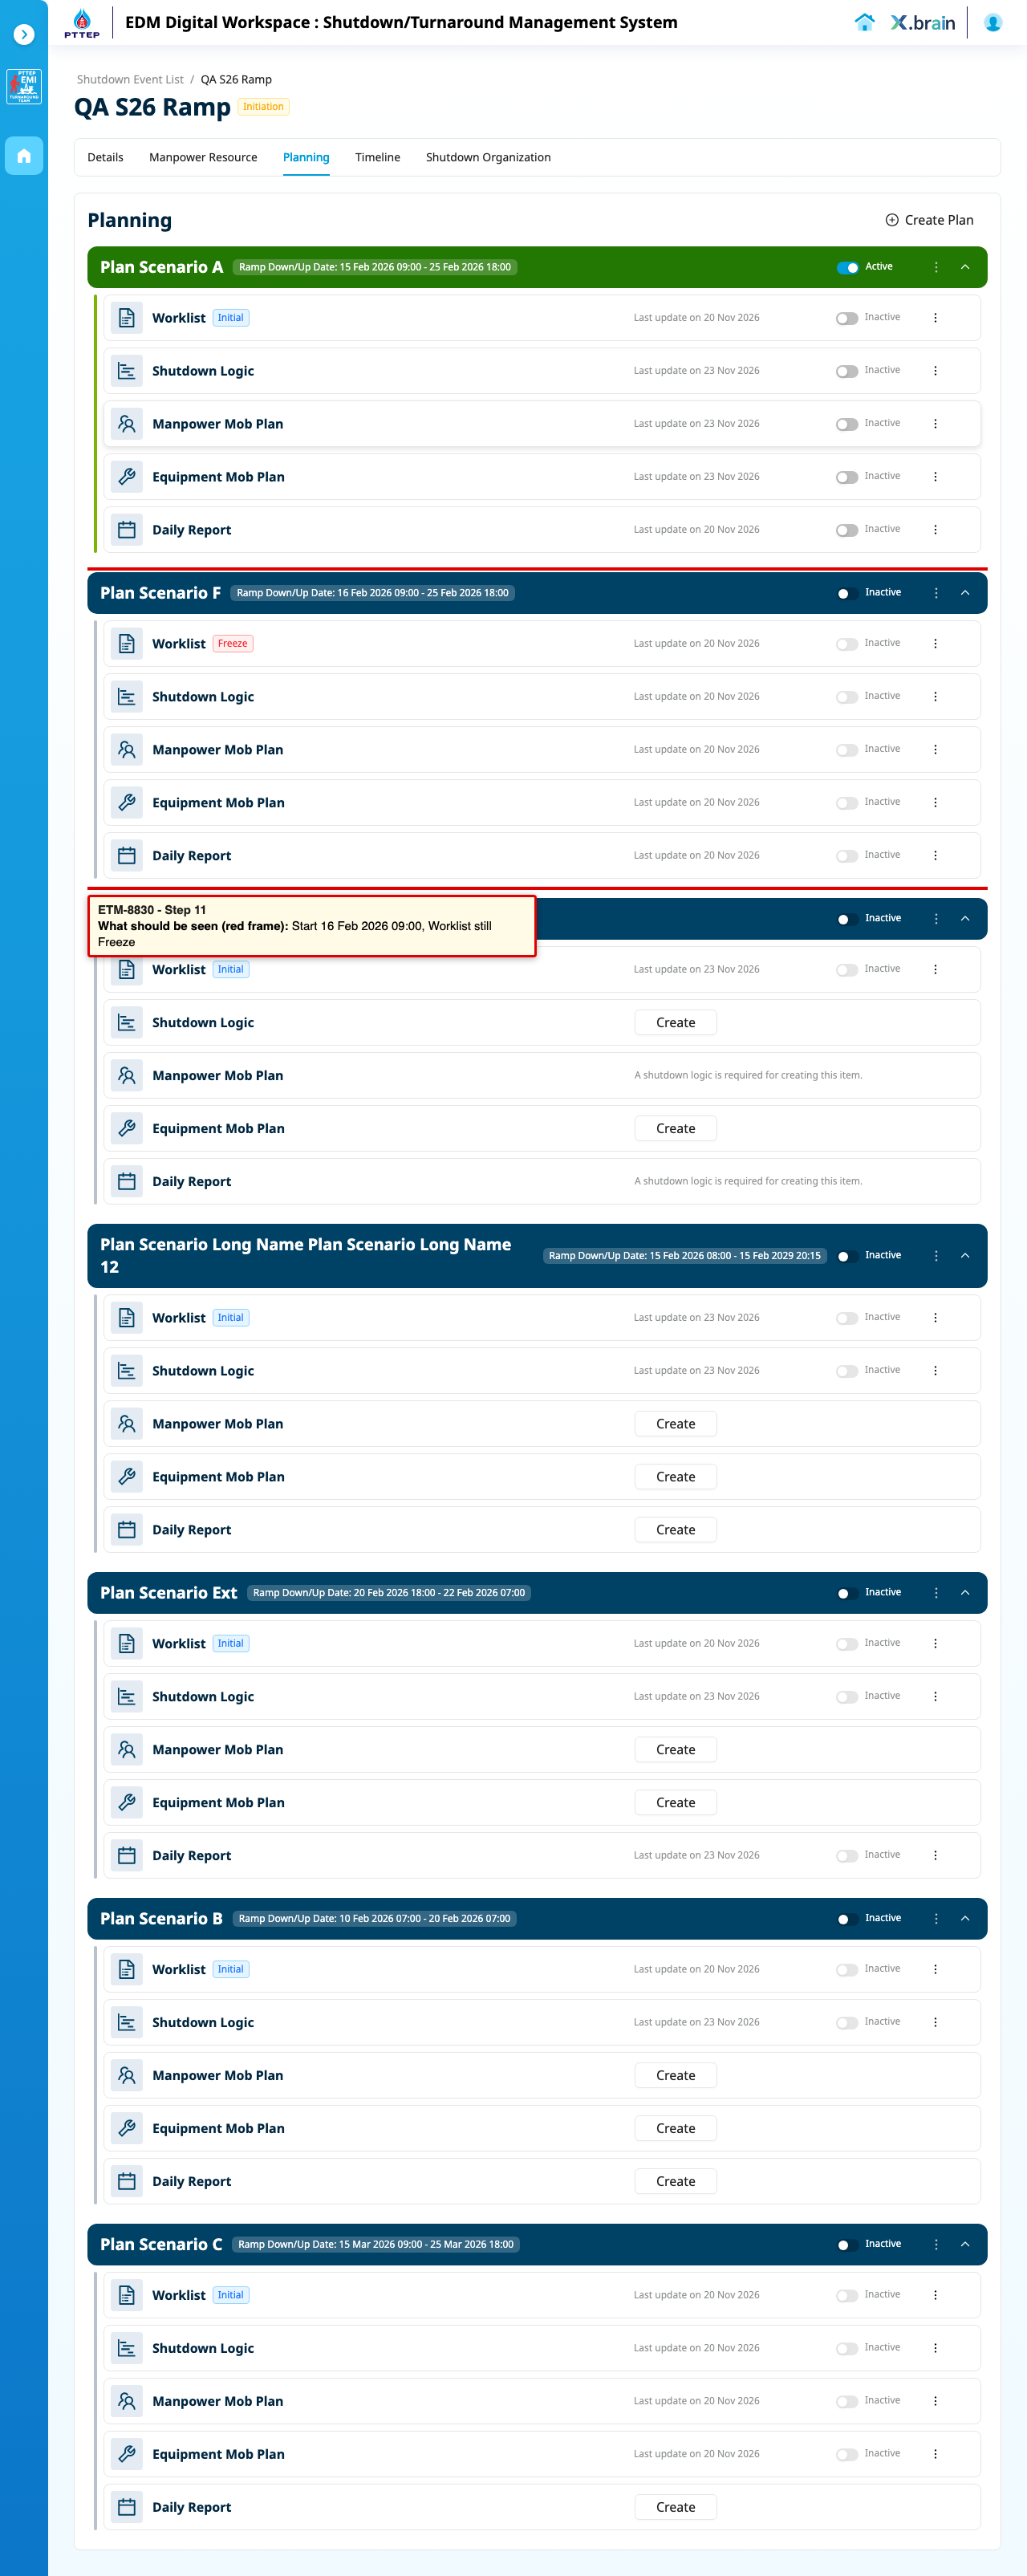 PTTEP
EDM Digital Workspace : Shutdown/Turnaround Management System
X.brain
PTTEP
EMI
TURNAROUND
TEAM
Shutdown Event List / QA S26 Ramp
QA S26 Ramp Initiation
Details Manpower Resource Planning Timeline Shutdown Organization
Planning Create Plan
Plan Scenario A Ramp Down/Up Date: 15 Feb 2026 09:00 - 25 Feb 2026 18:00 Active
Worklist Initial Last update on 20 Nov 2026 Inactive
Shutdown Logic Last update on 23 Nov 2026 Inactive
Manpower Mob Plan Last update on 23 Nov 2026 Inactive
Equipment Mob Plan Last update on 23 Nov 2026 Inactive
Daily Report Last update on 20 Nov 2026 Inactive
Plan Scenario F Ramp Down/Up Date: 16 Feb 2026 09:00 - 25 Feb 2026 18:00 Inactive
Worklist Freeze Last update on 20 Nov 2026 Inactive
Shutdown Logic Last update on 20 Nov 2026 Inactive
Manpower Mob Plan Last update on 20 Nov 2026 Inactive
Equipment Mob Plan Last update on 20 Nov 2026 Inactive
Daily Report Last update on 20 Nov 2026 Inactive
ETM-8830 - Step 11
What should be seen (red frame): Start 16 Feb 2026 09:00, Worklist still
Freeze
Inactive
Worklist Initial Last update on 23 Nov 2026 Inactive
Shutdown Logic Create
Manpower Mob Plan A shutdown logic is required for creating this item.
Equipment Mob Plan Create
Daily Report A shutdown logic is required for creating this item.
Plan Scenario Long Name Plan Scenario Long Name
12 Ramp Down/Up Date: 15 Feb 2026 08:00 - 15 Feb 2029 20:15 Inactive
Worklist Initial Last update on 23 Nov 2026 Inactive
Shutdown Logic Last update on 23 Nov 2026 Inactive
Manpower Mob Plan Create
Equipment Mob Plan Create
Daily Report Create
Plan Scenario Ext Ramp Down/Up Date: 20 Feb 2026 18:00 - 22 Feb 2026 07:00 Inactive
Worklist Initial Last update on 20 Nov 2026 Inactive
Shutdown Logic Last update on 23 Nov 2026 Inactive
Manpower Mob Plan Create
Equipment Mob Plan Create
Daily Report Last update on 23 Nov 2026 Inactive
Plan Scenario B Ramp Down/Up Date: 10 Feb 2026 07:00 - 20 Feb 2026 07:00 Inactive
Worklist Initial Last update on 20 Nov 2026 Inactive
Shutdown Logic Last update on 23 Nov 2026 Inactive
Manpower Mob Plan Create
Equipment Mob Plan Create
Daily Report Create
Plan Scenario C Ramp Down/Up Date: 15 Mar 2026 09:00 - 25 Mar 2026 18:00 Inactive
Worklist Initial Last update on 20 Nov 2026 Inactive
Shutdown Logic Last update on 20 Nov 2026 Inactive
Manpower Mob Plan Last update on 20 Nov 2026 Inactive
Equipment Mob Plan Last update on 20 Nov 2026 Inactive
Daily Report Create